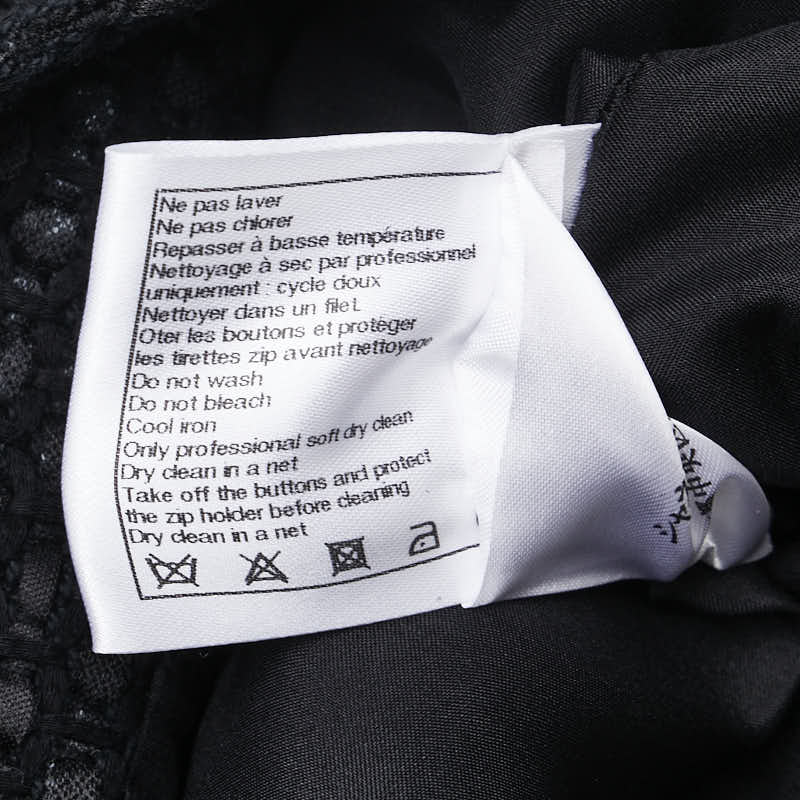 Ne pas laver
Ne pas chlorer
Repasser à basse température
Nettoyage à sec par professionnel
uniquement : cycle doux
Nettoyer dans un filet
Oter les boutons et protéger
les tirettes zip avant nettoyage
Do not wash
Do not bleach
Cool iron
Only professional soft dry clean
Dry clean in a net
Take off the buttons and protect
the zip holder before cleaning
Dry clean in a net